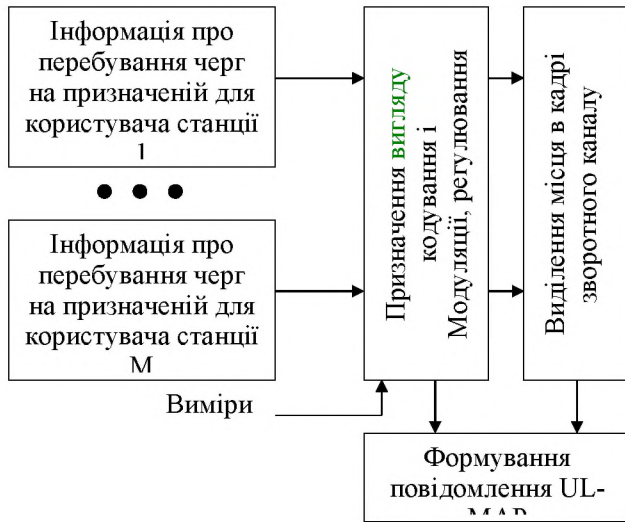 Інформація про
перебування черг
на призначеній для
користувача станції
1
Інформація про
перебування черг
на призначеній для
користувача станції
М
Виміри
Призначення вигляду
кодування і
Модуляції, регулювання
Виділення місця в кадрі
зворотного каналу
Формування
повідомлення UL-
MAP